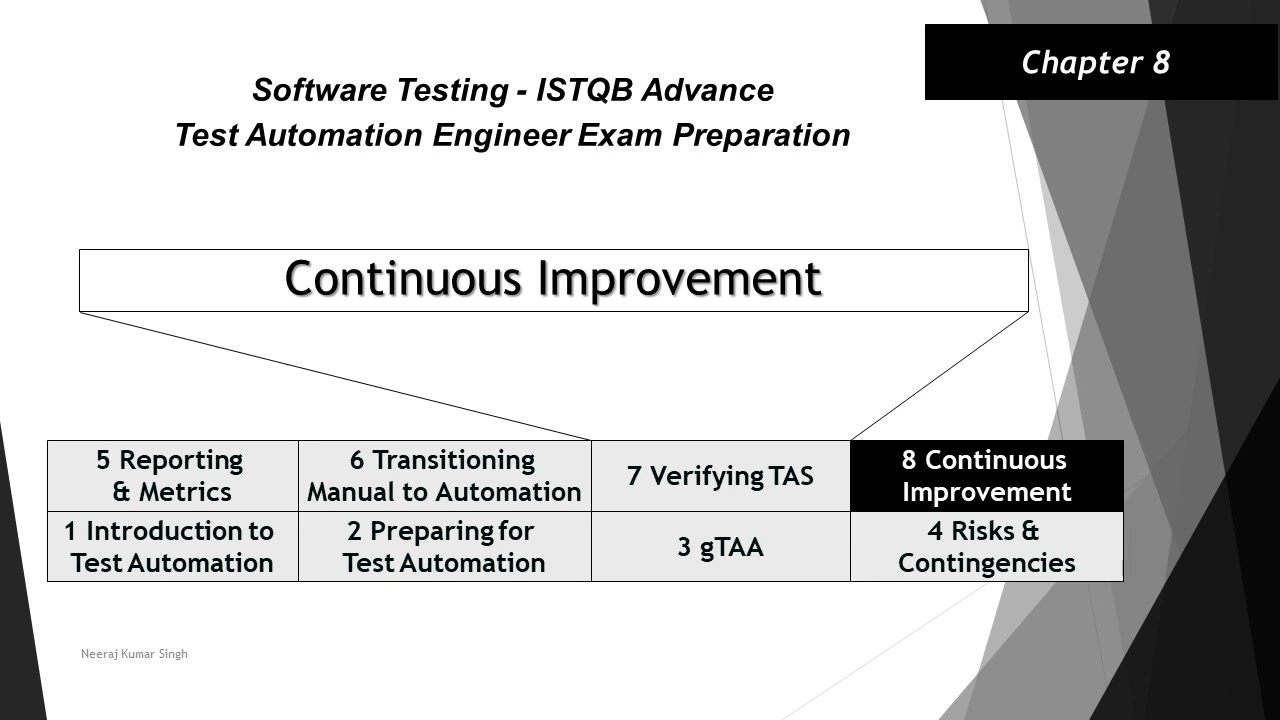 Chapter 8
Software Testing - ISTQB Advance
Test Automation Engineer Exam Preparation
Continuous Improvement
5 Reporting
& Metrics
6 Transitioning
Manual to Automation
7 Verifying TAS
8 Continuous
Improvement
1 Introduction to
Test Automation
2 Preparing for
Test Automation
3 gTAA
4 Risks &
Contingencies
Neeraj Kumar Singh